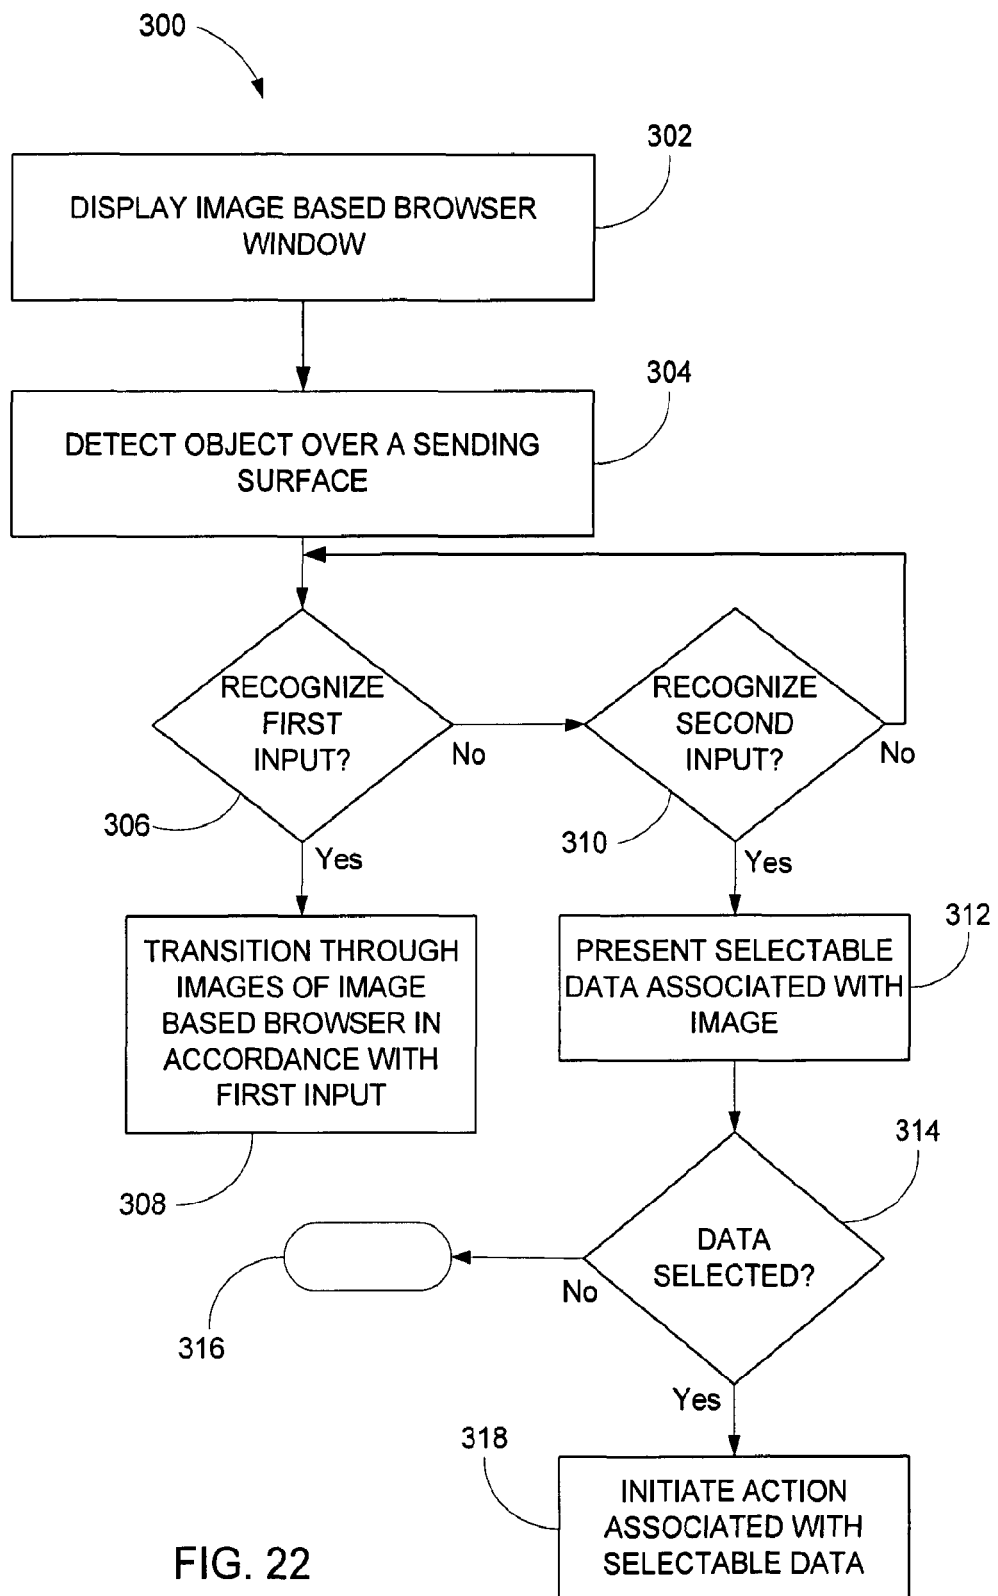 300
302
DISPLAY IMAGE BASED BROWSER
WINDOW
304
DETECT OBJECT OVER A SENDING
SURFACE
RECOGNIZE
FIRST
INPUT?
No
RECOGNIZE
SECOND
INPUT?
No
306
Yes
310
Yes
TRANSITION THROUGH
IMAGES OF IMAGE
BASED BROWSER IN
ACCORDANCE WITH
FIRST INPUT
308
312
PRESENT SELECTABLE
DATA ASSOCIATED WITH
IMAGE
314
DATA
SELECTED?
No
316
Yes
318
INITIATE ACTION
ASSOCIATED WITH
SELECTABLE DATA
FIG. 22